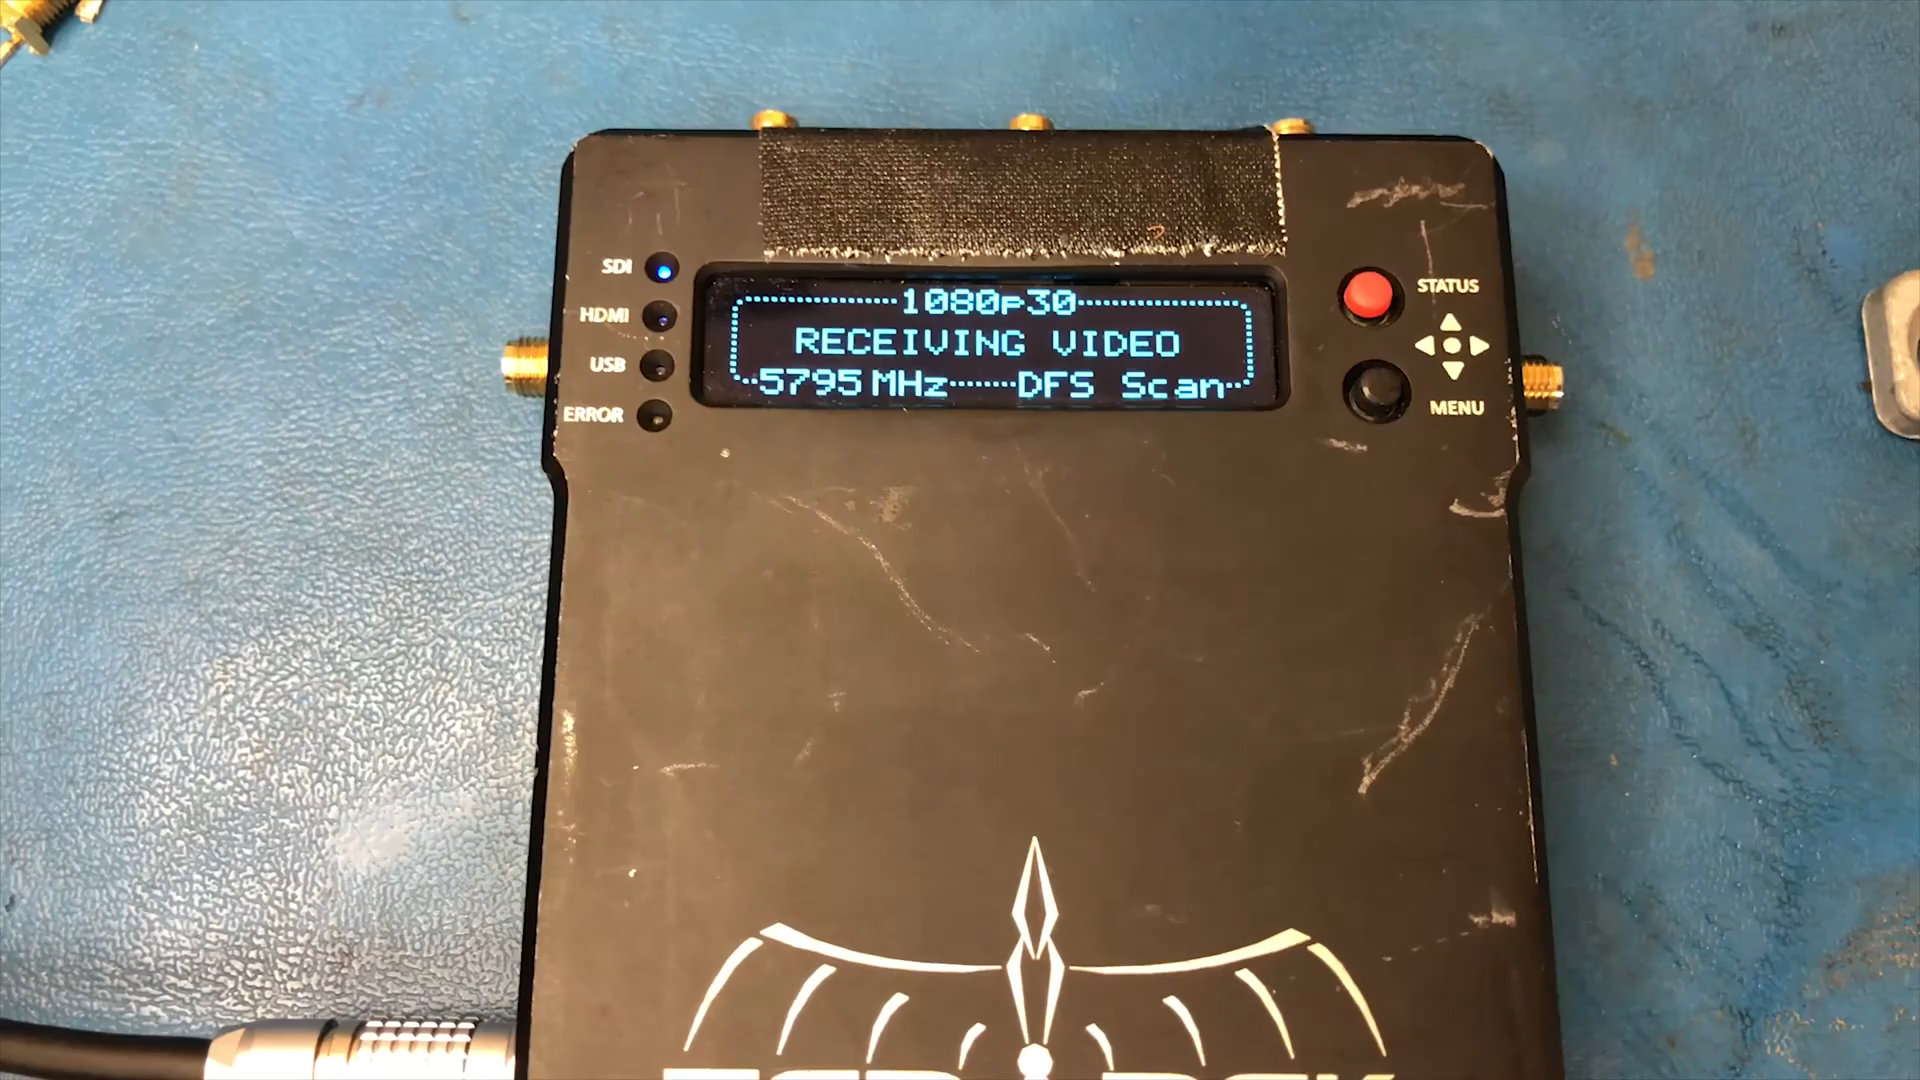 SDI
HDMI
USB
ERROR
1080p30
RECEIVING VIDEO
5795 MHz DFS Scan
STATUS
MENU